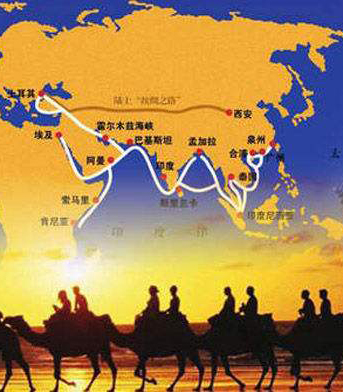 土耳其
陆上“丝绸之路”
西安
埃及
霍尔木兹海峡
巴基斯坦
孟加拉
泉州
台湾
广州
阿曼
印度
泰国
索马里
斯里兰卡
肯尼亚
印度尼西亚
印度洋